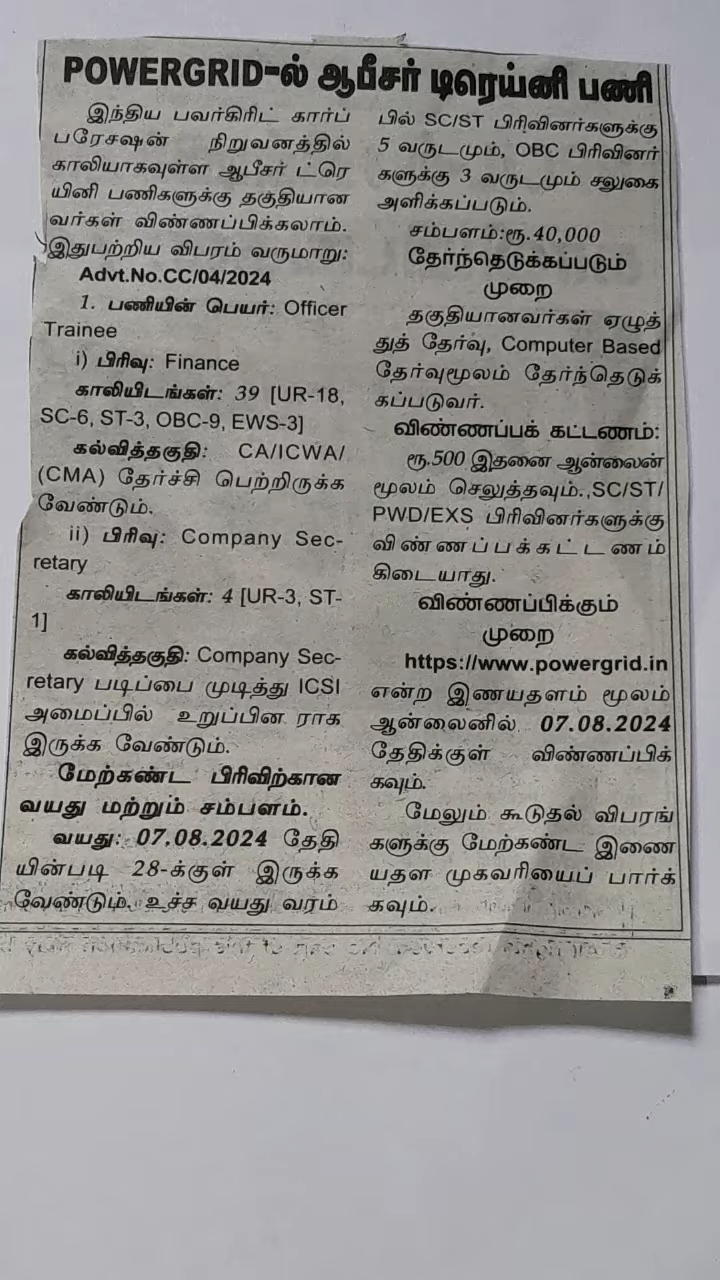 POWERGRID-ல் ஆபீசர் டிரெய்னி பணி
இந்திய பவர்கிரிட் கார்ப்
பரேசஷன் நிறுவனத்தில்
காலியாகவுள்ள ஆபீசர் ட்ரெ
யினி பணிகளுக்கு தகுதியான
வர்கள் விண்ணப்பிக்கலாம்.
இதுபற்றிய விபரம் வருமாறு:
Advt.No.CC/04/2024
1. பணியின் பெயர்: Officer
Trainee
i) பிரிவு: Finance
காலியிடங்கள்: 39 [UR-18,
SC-6, ST-3, OBC-9, EWS-3]
கல்வித்தகுதி: CA/ICWA/
(CMA) தேர்ச்சி பெற்றிருக்க
வேண்டும்.
ii) பிரிவு: Company Sec-
retary
காலியிடங்கள்: 4 [UR-3, ST-
1]
கல்வித்தகுதி: Company Sec-
retary படிப்பை முடித்து ICSI
அமைப்பில் உறுப்பின ராக
இருக்க வேண்டும்.
மேற்கண்ட பிரிவிற்கான
வயது மற்றும் சம்பளம்.
வயது: 07.08.2024 தேதி
யின்படி 28-க்குள் இருக்க
வேண்டும். உச்ச வயது வரம்
பில் SC/ST பிரிவினர்களுக்கு
5 வருடமும், OBC பிரிவினர்
களுக்கு 3 வருடமும் சலுகை
அளிக்கப்படும்.
சம்பளம்:ரூ.40,000
தேர்ந்தெடுக்கப்படும்
முறை
தகுதியானவர்கள் ஏழுத்
துத் தேர்வு, Computer Based
தேர்வுமூலம் தேர்ந்தெடுக்
கப்படுவர்.
விண்ணப்பக் கட்டணம்:
ரூ.500 இதனை ஆன்லைன்
மூலம் செலுத்தவும்.,SC/ST/
PWD/EXS பிரிவினர்களுக்கு
விண்ணப்பக்கட்டணம்
கிடையாது.
விண்ணப்பிக்கும்
முறை
https://www.powergrid.in
என்ற இணயதளம் மூலம்
ஆன்லைனில் 07.08.2024
தேதிக்குள் விண்ணப்பிக்
கவும்.
மேலும் கூடுதல் விபரங்
களுக்கு மேற்கண்ட இணை
யதள முகவரியைப் பார்க்
கவும்.